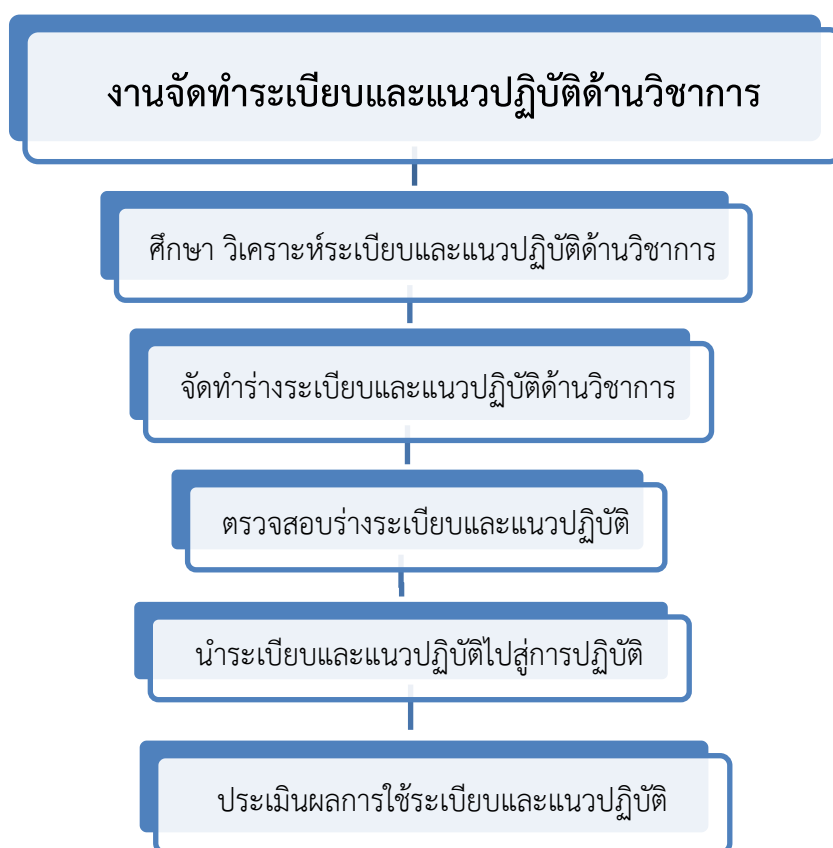 งานจัดทำระเบียบและแนวปฏิบัติด้านวิชาการ
ศึกษา วิเคราะห์ระเบียบและแนวปฏิบัติด้านวิชาการ
จัดทำร่างระเบียบและแนวปฏิบัติด้านวิชาการ
ตรวจสอบร่างระเบียบและแนวปฏิบัติ
นำระเบียบและแนวปฏิบัติไปสู่การปฏิบัติ
ประเมินผลการใช้ระเบียบและแนวปฏิบัติ